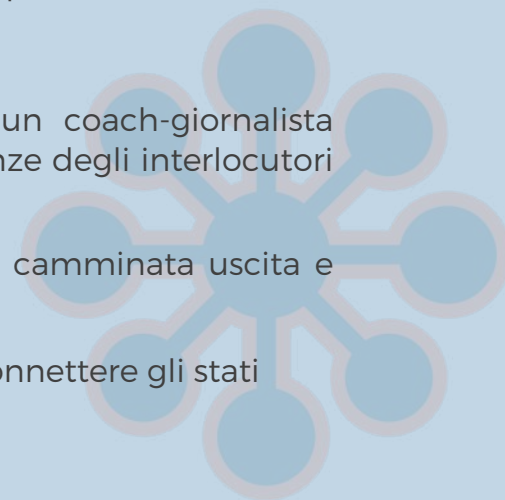 un coach-giornalista
nze degli interlocutori
camminata uscita e
onnettere gli stati